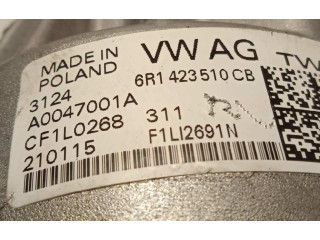 MADE IN
POLAND
VW AG
TW
3124
6R1 423 510 CB
A0047001A
CF1L0268
311
210115
F1LI2691N